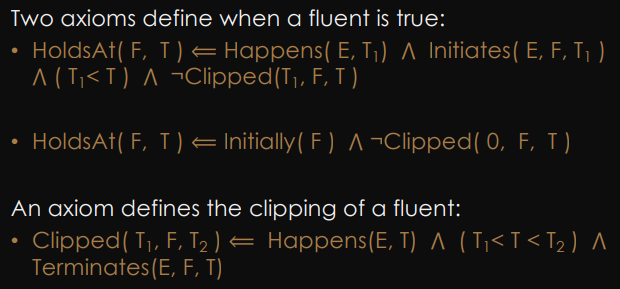 Two axioms define when a fluent is true:
• HoldsAt( F, T ) ⇐ Happens( E, T₁) ∧ Initiates( E, F, T₁ )
∧ ( T₁< T ) ∧ ¬Clipped(T₁, F, T )
• HoldsAt( F, T ) ⇐ Initially( F ) ∧ ¬Clipped( 0, F, T )
An axiom defines the clipping of a fluent:
• Clipped( T₁, F, T₂ ) ⇐ Happens(E, T) ∧ ( T₁< T < T₂ ) ∧
Terminates(E, F, T)